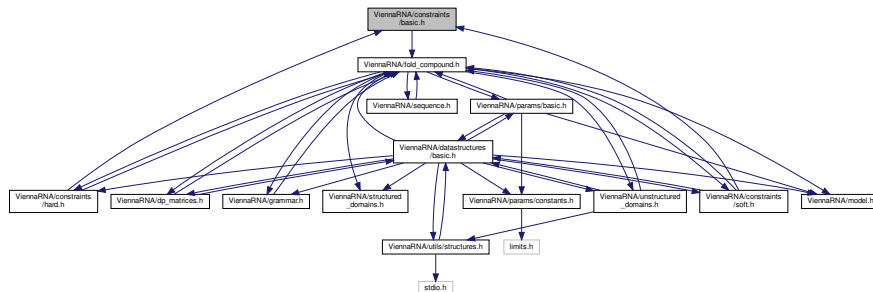 ViennaRNA/constraints
/basic.h
ViennaRNA/fold_compound.h
ViennaRNA/sequence.h
ViennaRNA/params/basic.h
ViennaRNA/datastructures
/basic.h
ViennaRNA/constraints
/hard.h
ViennaRNA/dp_matrices.h
ViennaRNA/grammar.h
ViennaRNA/structured
_domains.h
ViennaRNA/params/constants.h
ViennaRNA/unstructured
_domains.h
ViennaRNA/constraints
/soft.h
ViennaRNA/model.h
ViennaRNA/utils/structures.h
limits.h
stdio.h